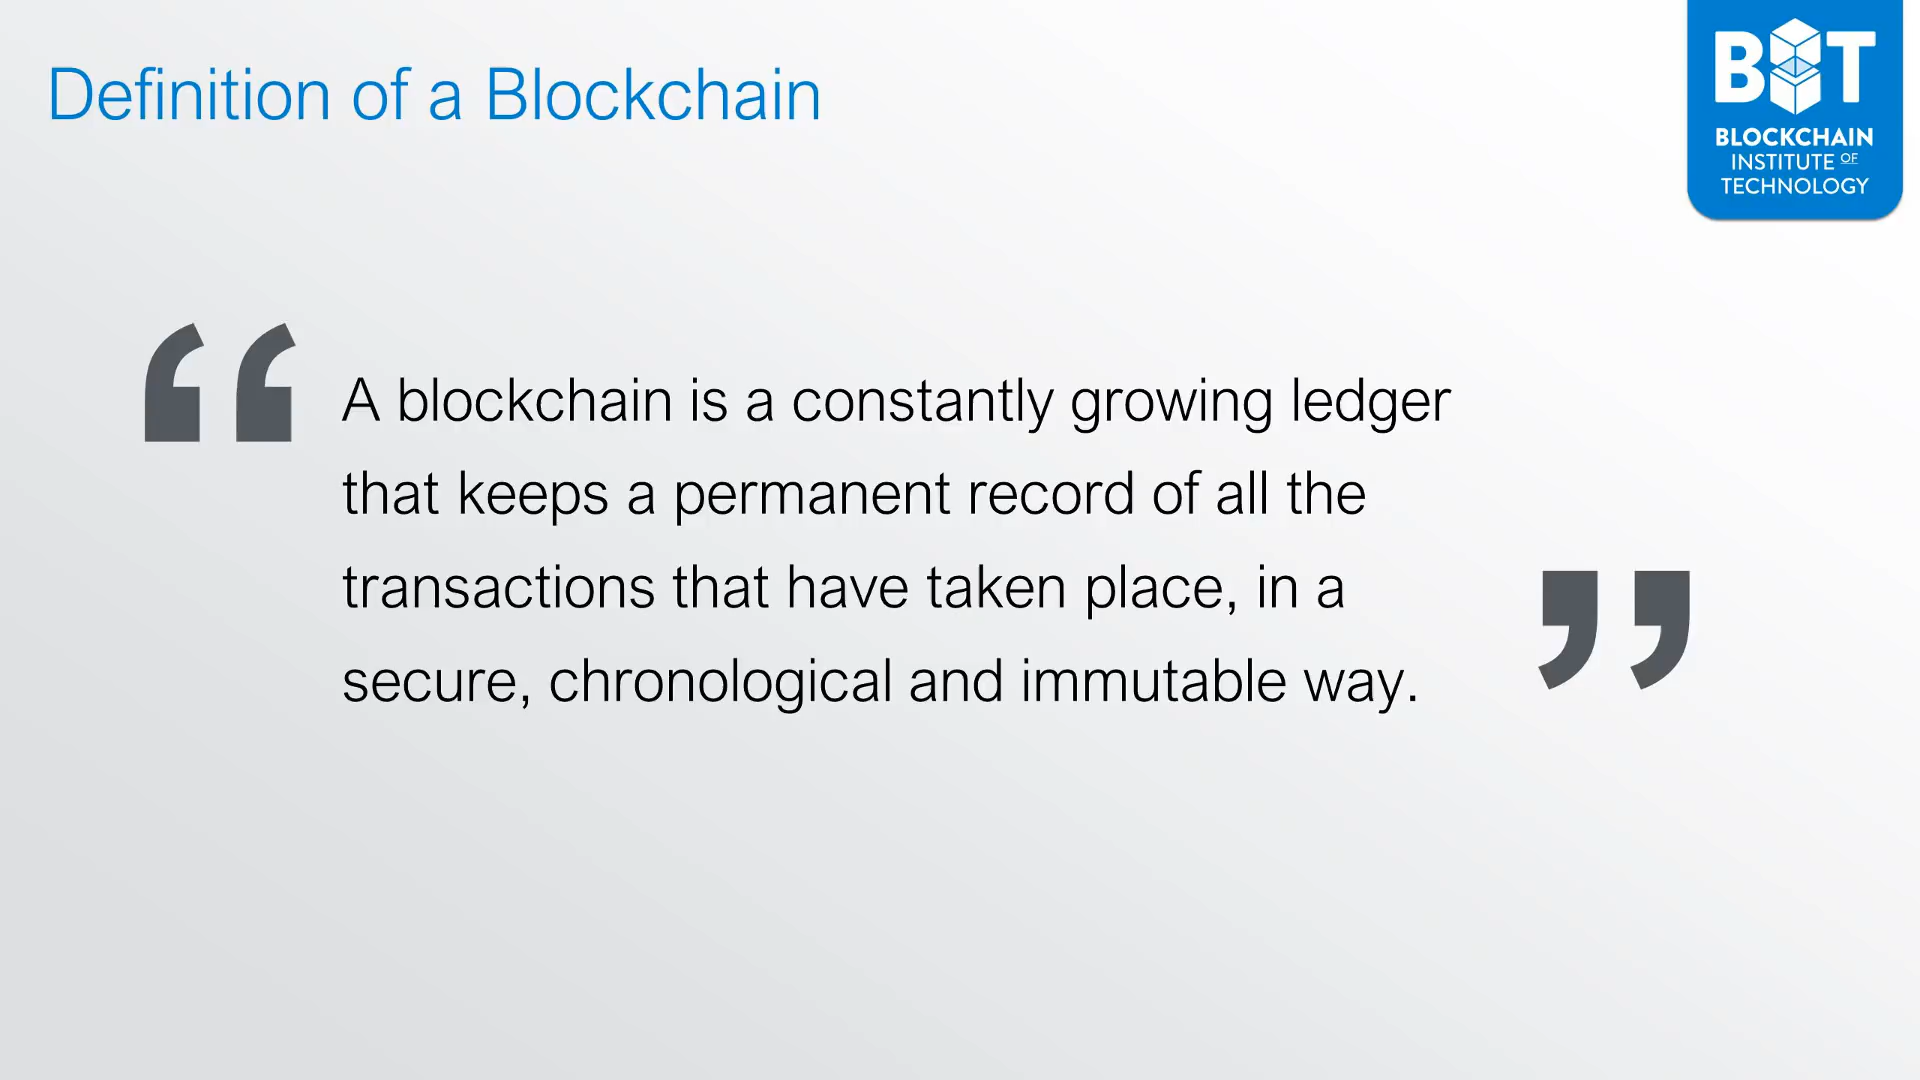 Definition of a Blockchain
B T
BLOCKCHAIN
INSTITUTE OF
TECHNOLOGY
“A blockchain is a constantly growing ledger
that keeps a permanent record of all the
transactions that have taken place, in a
secure, chronological and immutable way.”